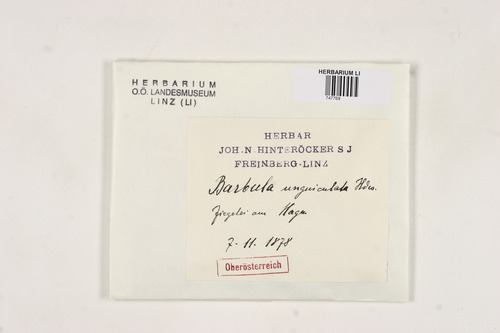 HERBARIUM
O.Ö. LANDESMUSEUM
LINZ (LI)
HERBARIUM LI
747769
HERBAR
JOH. N. HINTERÖCKER S J
FREINBERG-LINZ
Barbula unguiculata Hdw.
Ziegelei am Hagen
7. 11. 1878
Oberösterreich